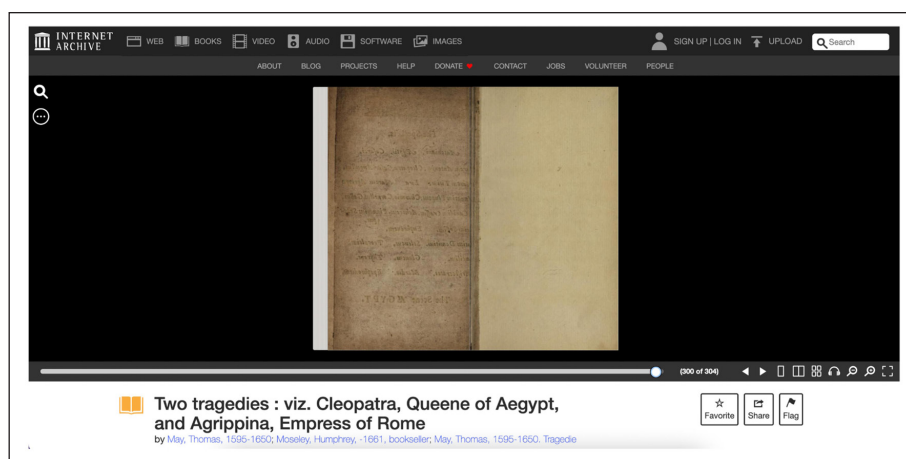 INTERNET
ARCHIVE
WEB
BOOKS
VIDEO
AUDIO
SOFTWARE
IMAGES
SIGN UP | LOG IN
UPLOAD
Search
ABOUT
BLOG
PROJECTS
HELP
DONATE
CONTACT
JOBS
VOLUNTEER
PEOPLE
(300 of 304)
Two tragedies : viz. Cleopatra, Queene of Aegypt,
and Agrippina, Empress of Rome
by May, Thomas, 1595-1650; Moseley, Humphrey, -1661, bookseller; May, Thomas, 1595-1650. Tragedie
Favorite
Share
Flag